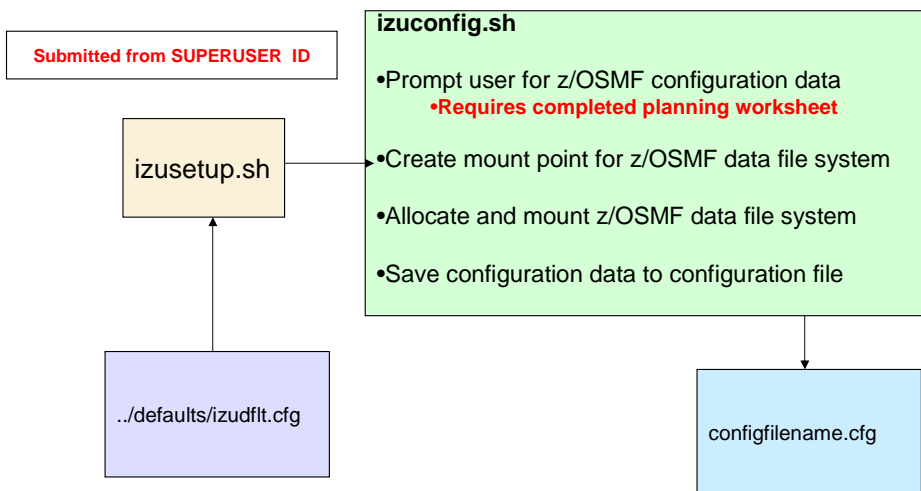 Submitted from SUPERUSER ID
izuconfig.sh
•Prompt user for z/OSMF configuration data
•Requires completed planning worksheet
•Create mount point for z/OSMF data file system
•Allocate and mount z/OSMF data file system
•Save configuration data to configuration file
izusetup.sh
../defaults/izudflt.cfg
configfilename.cfg